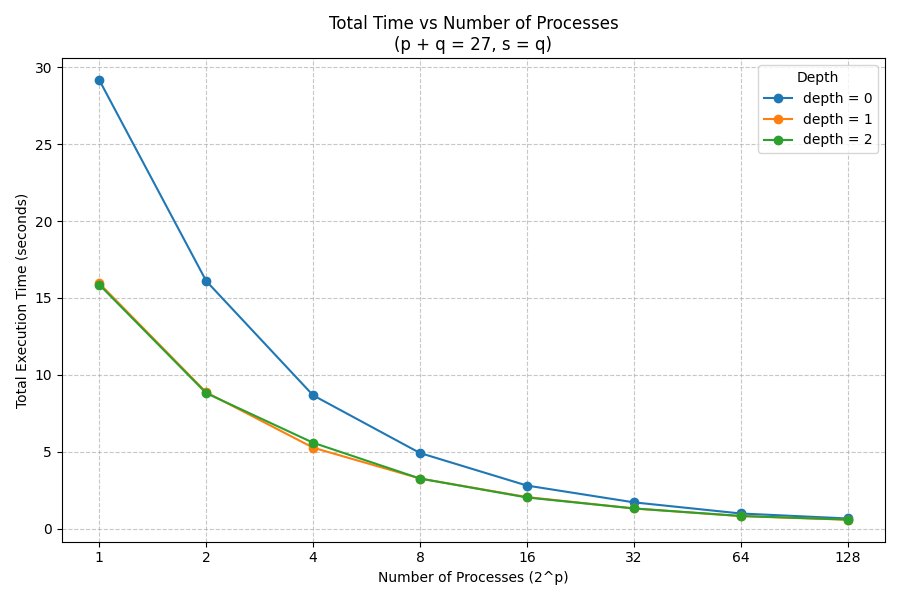 Total Time vs Number of Processes
(p + q = 27, s = q)
Depth
depth = 0
depth = 1
depth = 2
Total Execution Time (seconds)
30
25
20
15
10
5
0
1 2 4 8 16 32 64 128
Number of Processes (2^p)